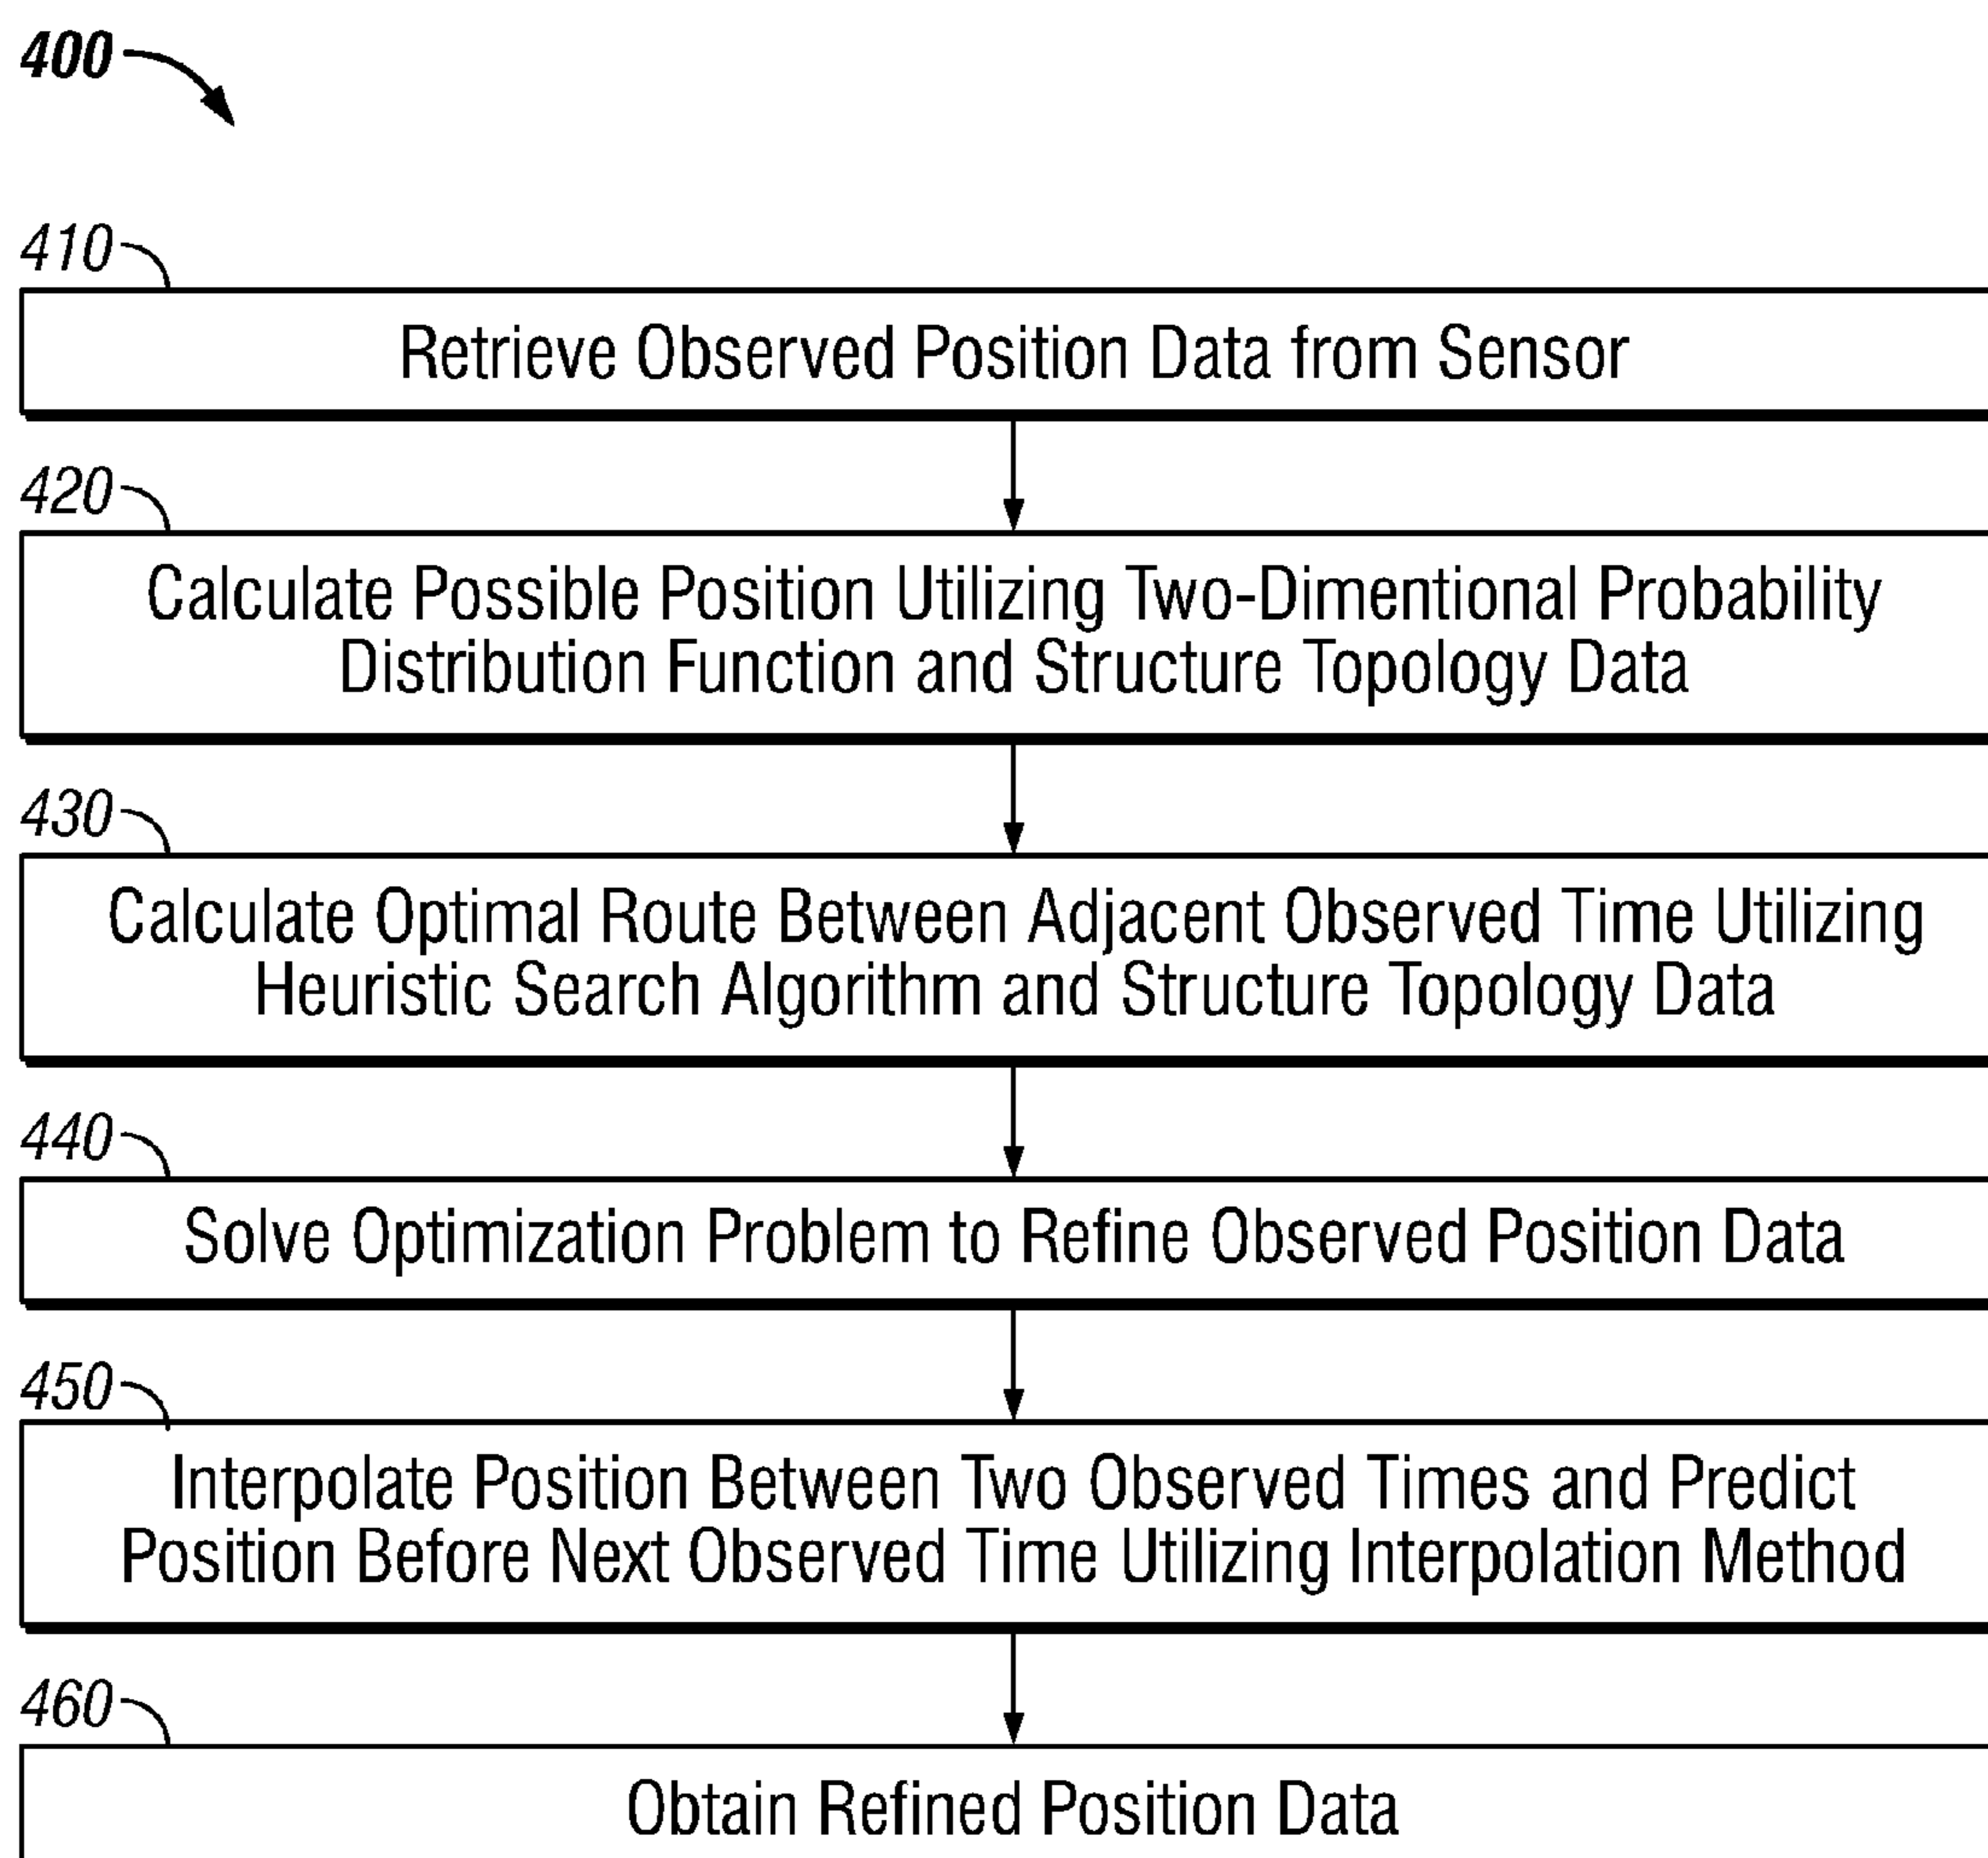 400
410
Retrieve Observed Position Data from Sensor
420
Calculate Possible Position Utilizing Two-Dimentional Probability
Distribution Function and Structure Topology Data
430
Calculate Optimal Route Between Adjacent Observed Time Utilizing
Heuristic Search Algorithm and Structure Topology Data
440
Solve Optimization Problem to Refine Observed Position Data
450
Interpolate Position Between Two Observed Times and Predict
Position Before Next Observed Time Utilizing Interpolation Method
460
Obtain Refined Position Data